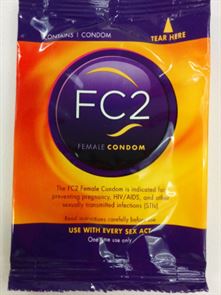 CONTAINS 1 CONDOM
TEAR HERE
FC2
FEMALE CONDOM
The FC2 Female Condom is indicated for
preventing pregnancy, HIV/AIDS, and other
sexually transmitted infections (STIs)
Read instructions carefully before use
USE WITH EVERY SEX ACT
One time use only